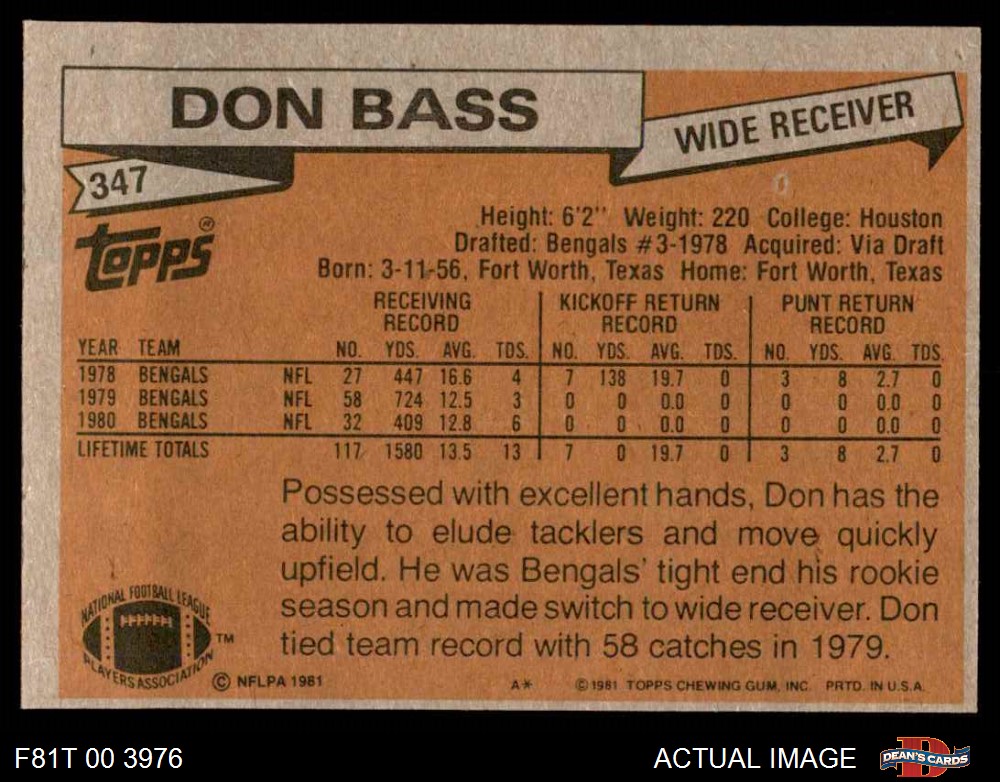 DON BASS
WIDE RECEIVER
347
Topps®
Height: 6'2" Weight: 220 College: Houston
Drafted: Bengals #3-1978 Acquired: Via Draft
Born: 3-11-56, Fort Worth, Texas Home: Fort Worth, Texas
RECEIVING RECORD KICKOFF RETURN RECORD PUNT RETURN RECORD
YEAR TEAM NO. YDS. AVG. TDS. NO. YDS. AVG. TDS. NO. YDS. AVG. TDS.
1978 BENGALS NFL 27 447 16.6 4 7 138 19.7 0 3 8 2.7 0
1979 BENGALS NFL 58 724 12.5 3 0 0 0.0 0 0 0 0.0 0
1980 BENGALS NFL 32 409 12.8 6 0 0 0.0 0 0 0 0.0 0
LIFETIME TOTALS 117 1580 13.5 13 7 0 19.7 0 3 8 2.7 0
Possessed with excellent hands, Don has the
ability to elude tacklers and move quickly
upfield. He was Bengals' tight end his rookie
season and made switch to wide receiver. Don
tied team record with 58 catches in 1979.
NATIONAL FOOTBALL LEAGUE
PLAYERS ASSOCIATION
™
© NFLPA 1981
A* © 1981 TOPPS CHEWING GUM, INC. PRTD. IN U.S.A.
F81T 00 3976
ACTUAL IMAGE
DEAN'S CARDS